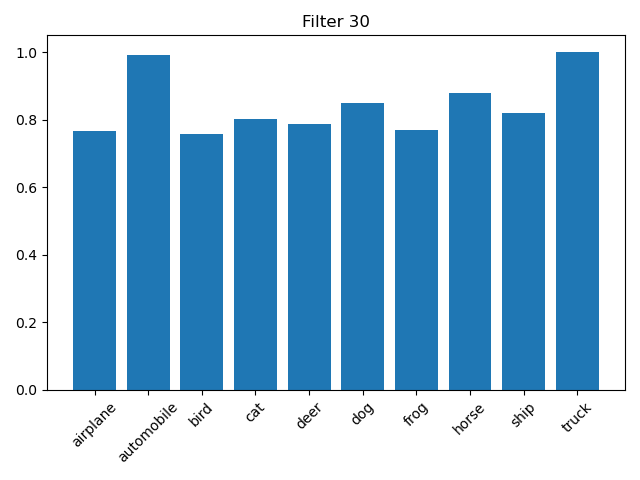 Filter 30
1.0
0.8
0.6
0.4
0.2
0.0
airplane
automobile
bird
cat
deer
dog
frog
horse
ship
truck